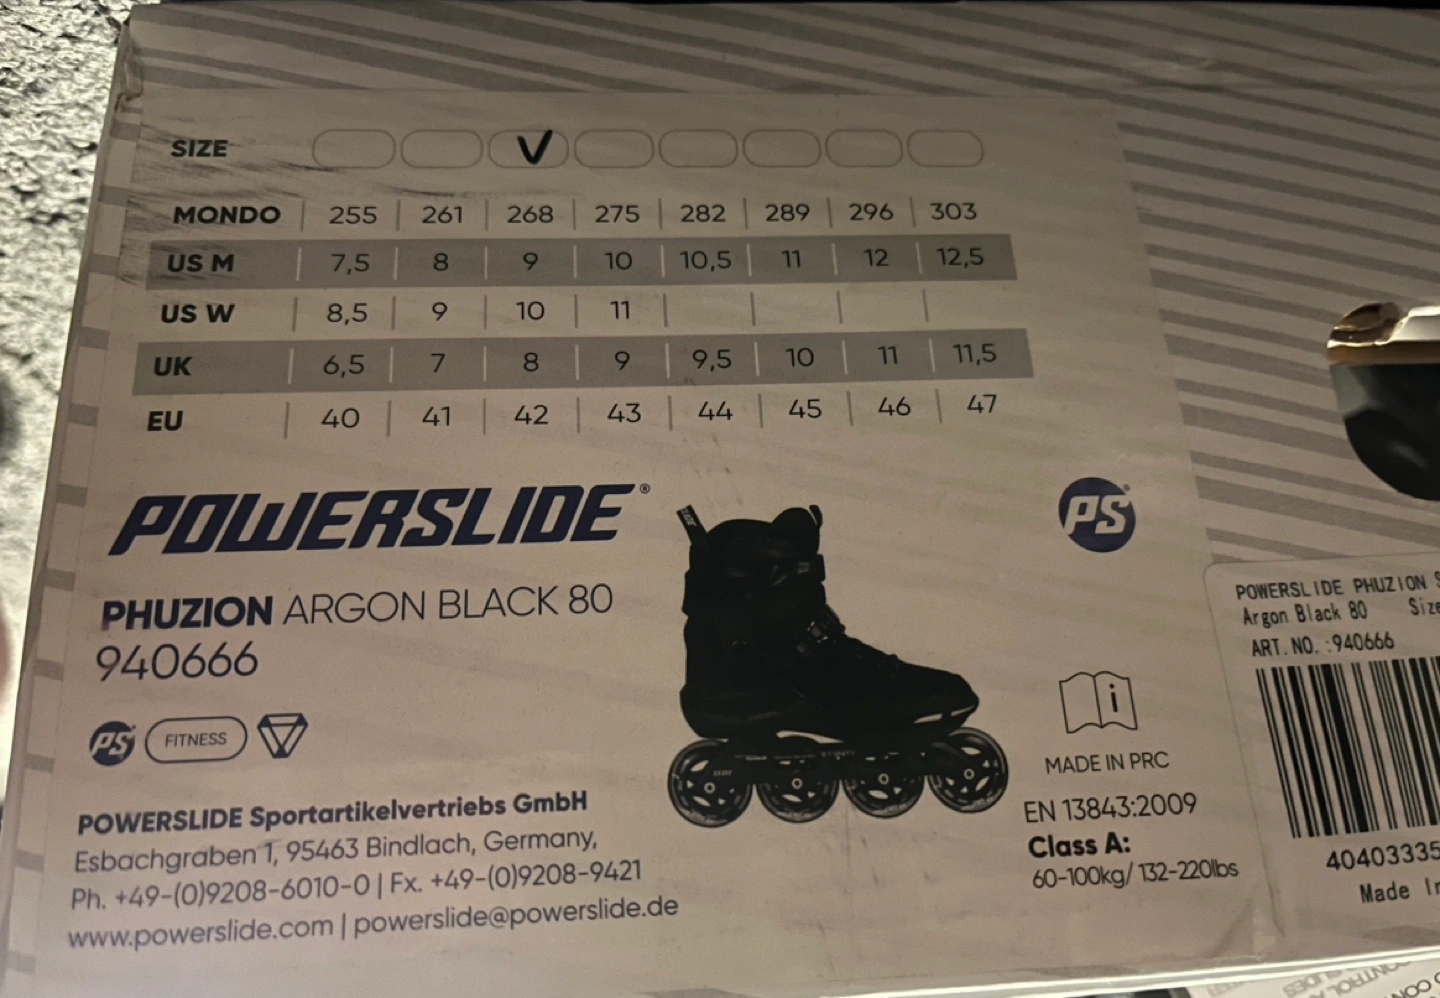 SIZE V
MONDO 255 261 268 275 282 289 296 303
US M 7,5 8 9 10 10,5 11 12 12,5
US W 8,5 9 10 11
UK 6,5 7 8 9 9,5 10 11 11,5
EU 40 41 42 43 44 45 46 47
POWERSLIDE®
PS
PHUZION ARGON BLACK 80
940666
PS FITNESS
POWERSLIDE Sportartikelvertriebs GmbH
Esbachgraben 1, 95463 Bindlach, Germany,
Ph. +49-(0)9208-6010-0 | Fx. +49-(0)9208-9421
www.powerslide.com | powerslide@powerslide.de
i
MADE IN PRC
EN 13843:2009
Class A:
60-100kg/ 132-220lbs
POWERSLIDE PHUZION
Argon Black 80 Size
ART.NO.:940666
40403335
Made In